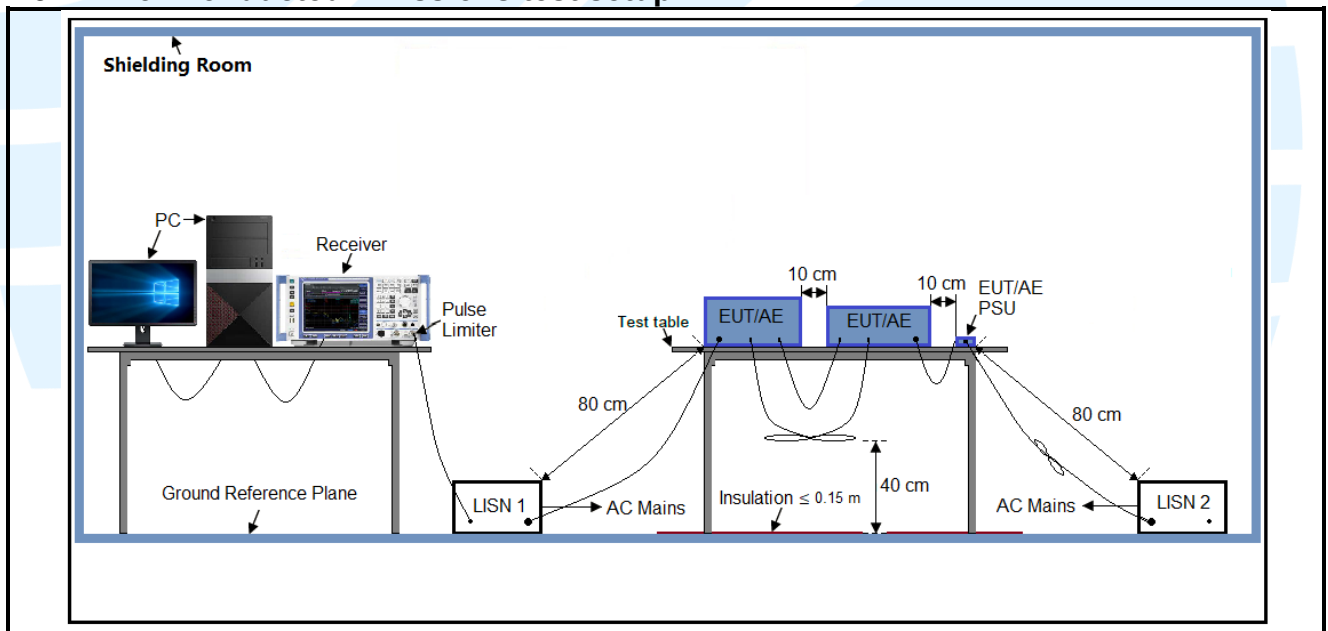 Shielding Room
PC
Receiver
Pulse
Limiter
10 cm
10 cm
EUT/AE
PSU
Test table
EUT/AE
EUT/AE
80 cm
80 cm
40 cm
Ground Reference Plane
LISN 1
AC Mains
Insulation ≤ 0.15 m
AC Mains
LISN 2